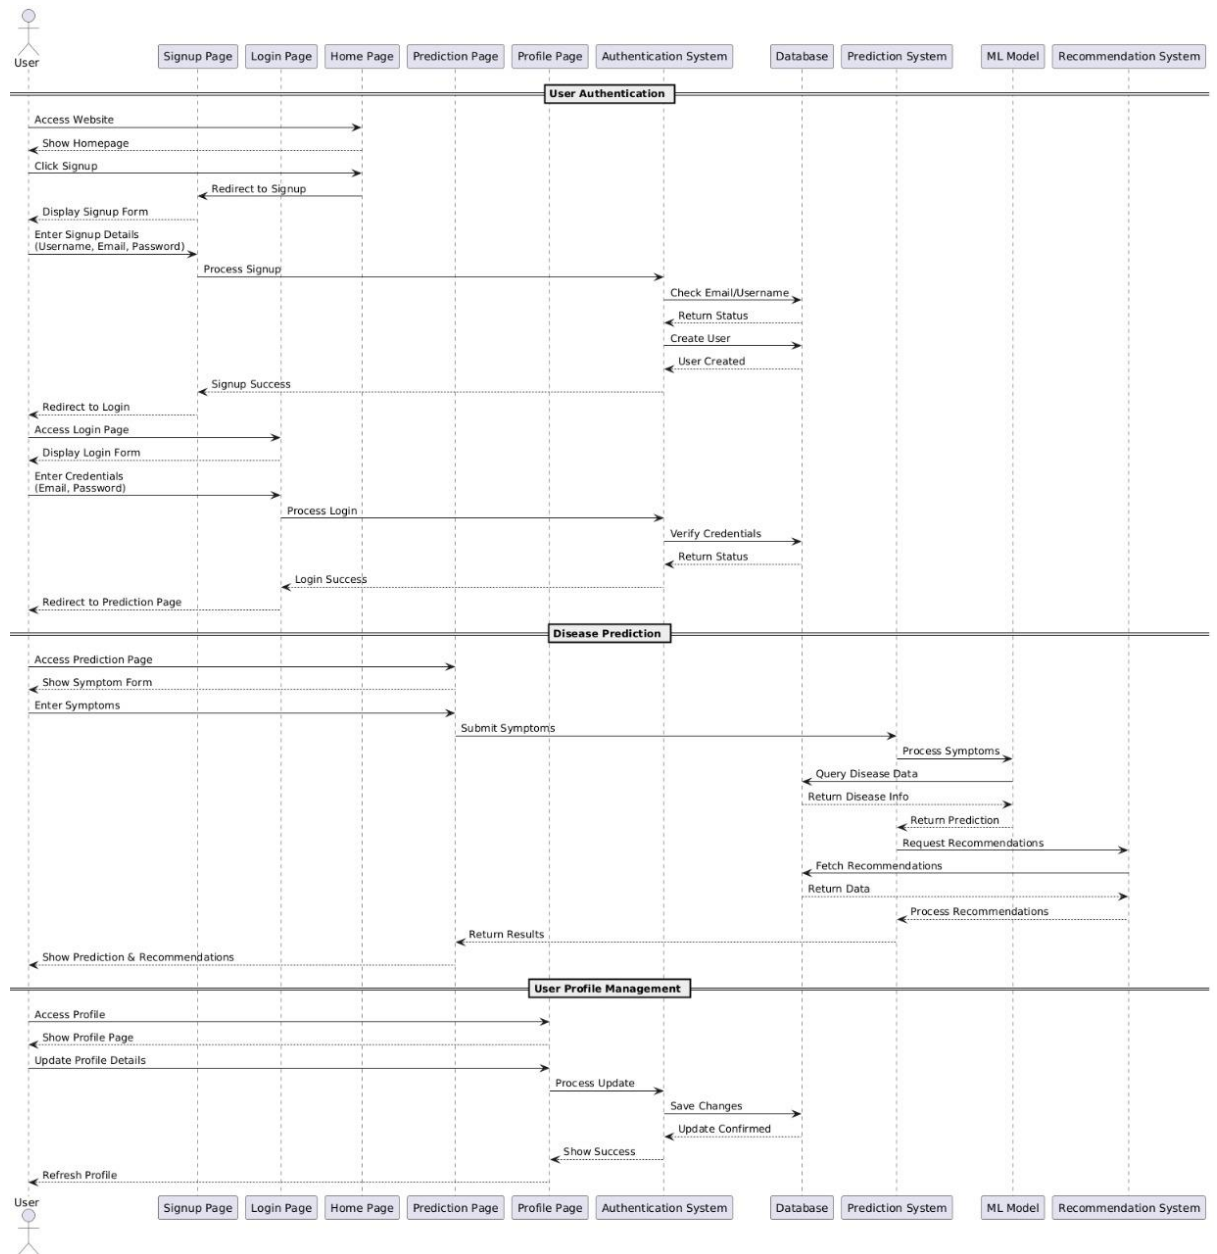 User
Signup Page
Login Page
Home Page
Prediction Page
Profile Page
Authentication System
Database
Prediction System
ML Model
Recommendation System
User Authentication
Access Website
Show Homepage
Click Signup
Redirect to Signup
Display Signup Form
Enter Signup Details
(Username, Email, Password)
Process Signup
Check Email/Username
Return Status
Create User
User Created
Signup Success
Redirect to Login
Access Login Page
Display Login Form
Enter Credentials
(Email, Password)
Process Login
Verify Credentials
Return Status
Login Success
Redirect to Prediction Page
Disease Prediction
Access Prediction Page
Show Symptom Form
Enter Symptoms
Submit Symptoms
Process Symptoms
Query Disease Data
Return Disease Info
Return Prediction
Request Recommendations
Fetch Recommendations
Return Data
Process Recommendations
Return Results
Show Prediction & Recommendations
User Profile Management
Access Profile
Show Profile Page
Update Profile Details
Process Update
Save Changes
Update Confirmed
Show Success
Refresh Profile
User
Signup Page
Login Page
Home Page
Prediction Page
Profile Page
Authentication System
Database
Prediction System
ML Model
Recommendation System